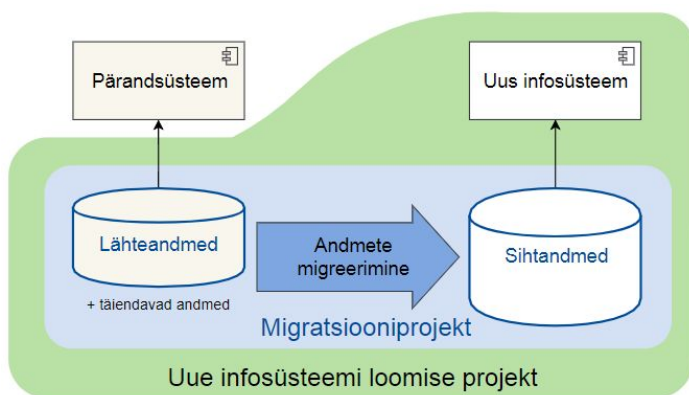 Pärandsüsteem
Uus infosüsteem
Lähteandmed
Andmete
migreerimine
Sihtandmed
+ täiendavad andmed
Migratsiooniprojekt
Uue infosüsteemi loomise projekt